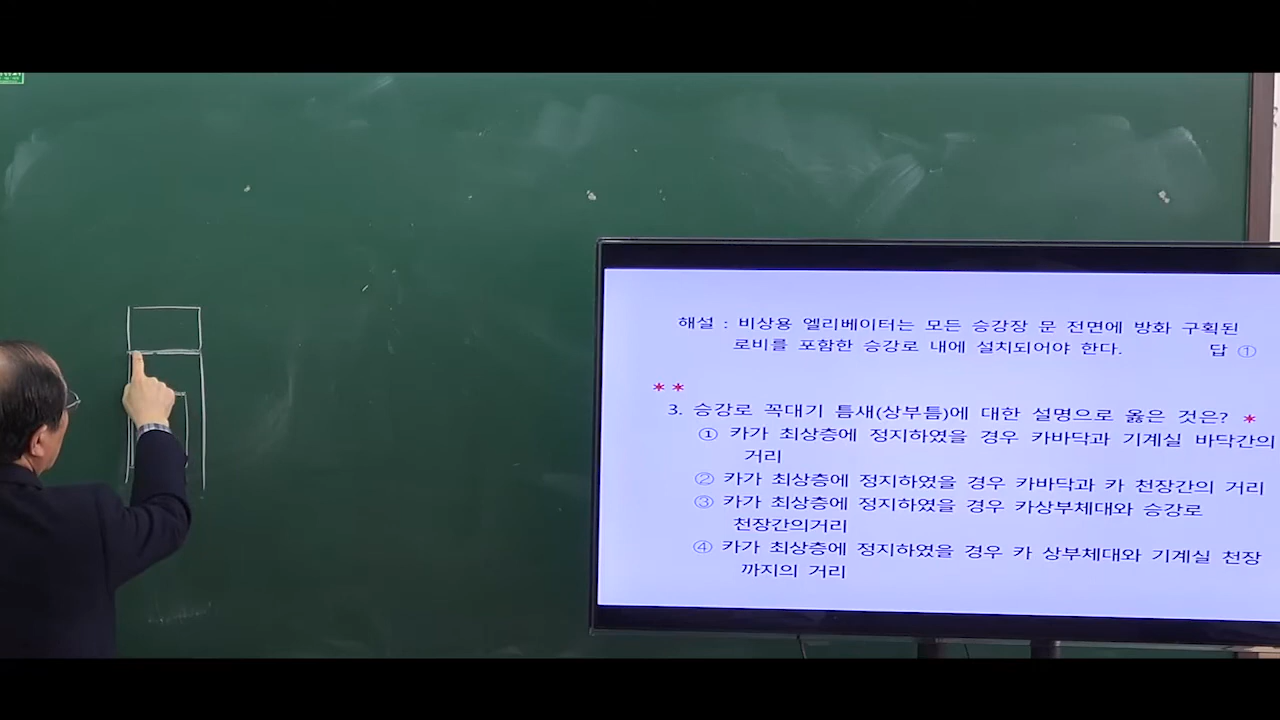 해설 : 비상용 엘리베이터는 모든 승강장 문 전면에 방화 구획된
로비를 포함한 승강로 내에 설치되어야 한다. 답 ①
**
3. 승강로 꼭대기 틈새(상부틈)에 대한 설명으로 옳은 것은? *
① 카가 최상층에 정지하였을 경우 카바닥과 기계실 바닥간의
거리
② 카가 최상층에 정지하였을 경우 카바닥과 카 천장간의 거리
③ 카가 최상층에 정지하였을 경우 카상부체대와 승강로
천장간의거리
④ 카가 최상층에 정지하였을 경우 카 상부체대와 기계실 천장
까지의 거리